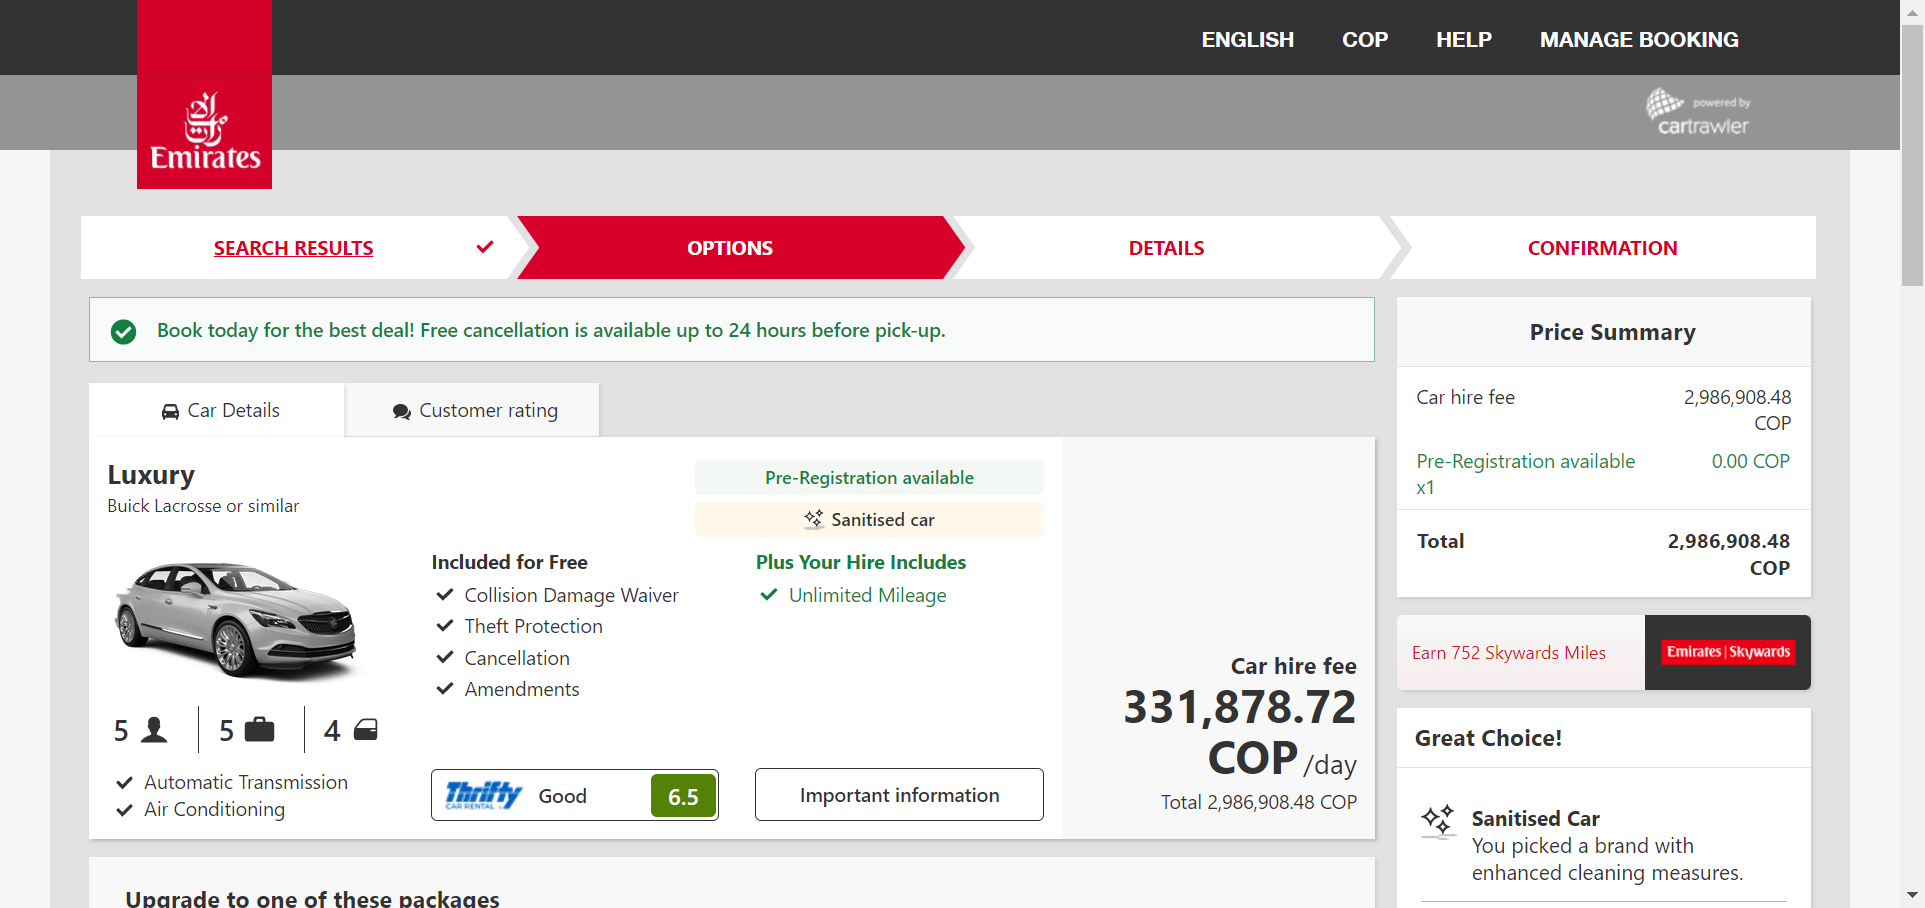 ENGLISH COP HELP MANAGE BOOKING
Emirates
powered by
cartrawler
SEARCH RESULTS OPTIONS DETAILS CONFIRMATION
Book today for the best deal! Free cancellation is available up to 24 hours before pick-up.
Car Details Customer rating
Luxury
Buick Lacrosse or similar
Pre-Registration available
Sanitised car
Included for Free
Collision Damage Waiver
Theft Protection
Cancellation
Amendments
Plus Your Hire Includes
Unlimited Mileage
5 5 4
Automatic Transmission
Air Conditioning
Thrifty
CAR RENTAL
Good 6.5
Important information
Car hire fee
331,878.72
COP /day
Total 2,986,908.48 COP
Upgrade to one of these packages
Price Summary
Car hire fee 2,986,908.48
COP
Pre-Registration available 0.00 COP
x1
Total 2,986,908.48
COP
Earn 752 Skywards Miles
Emirates | Skywards
Great Choice!
Sanitised Car
You picked a brand with
enhanced cleaning measures.